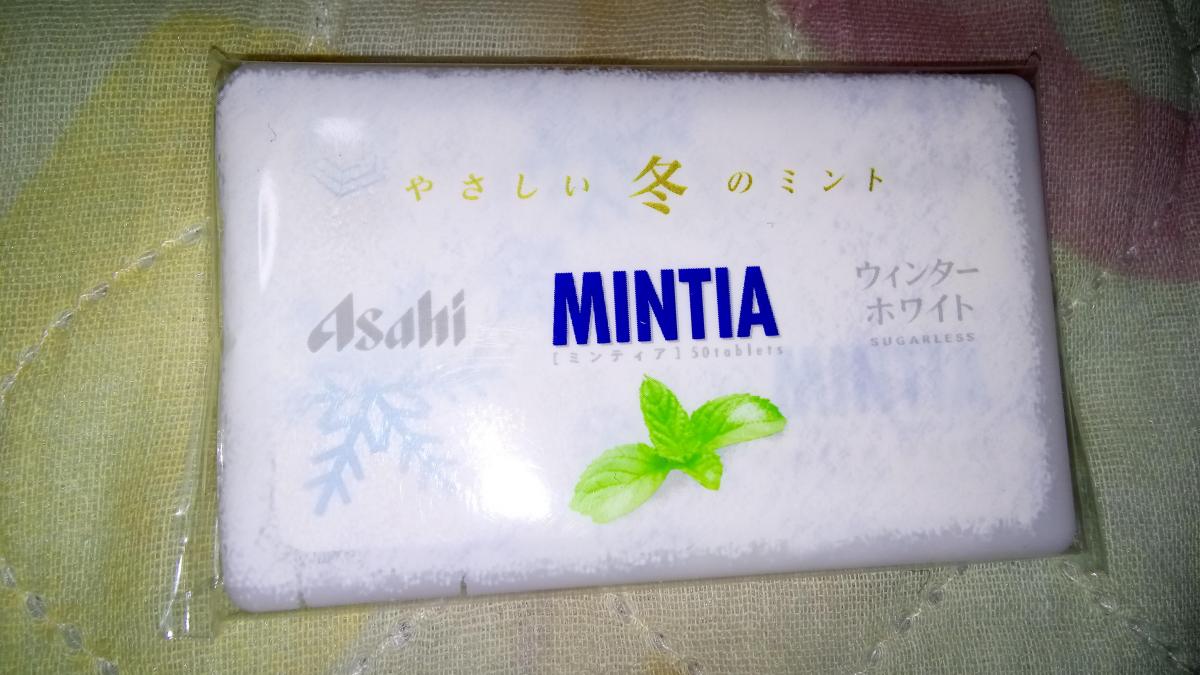 やさしい 冬 のミント
Asahi
MINTIA
[ミンティア] 50tablets
ウィンター
ホワイト
SUGARLESS
MINTIA